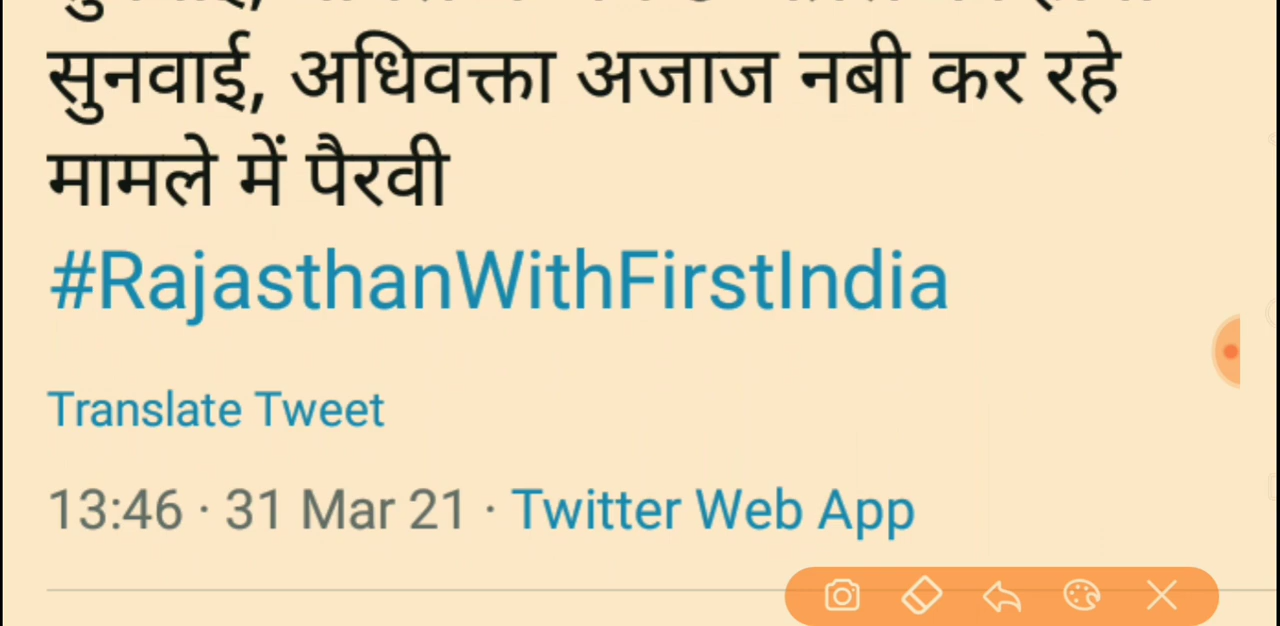 सुनवाई, अधिवक्ता अजाज नबी कर रहे
मामले में पैरवी
#RajasthanWithFirstIndia
Translate Tweet
13:46 · 31 Mar 21 · Twitter Web App